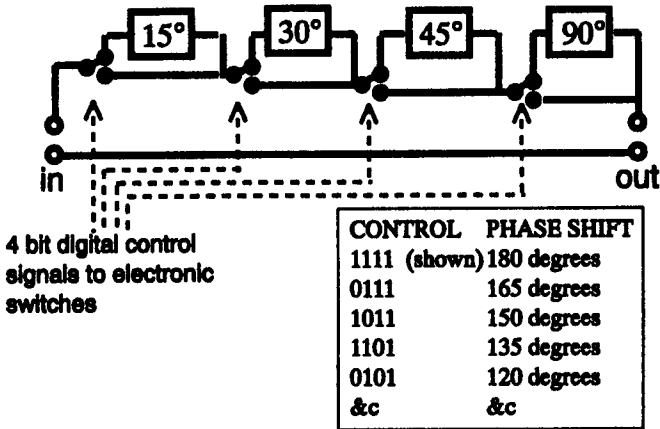 15° 30° 45° 90°
in out
4 bit digital control
signals to electronic
switches
CONTROL PHASE SHIFT
1111 (shown) 180 degrees
0111 165 degrees
1011 150 degrees
1101 135 degrees
0101 120 degrees
&c &c